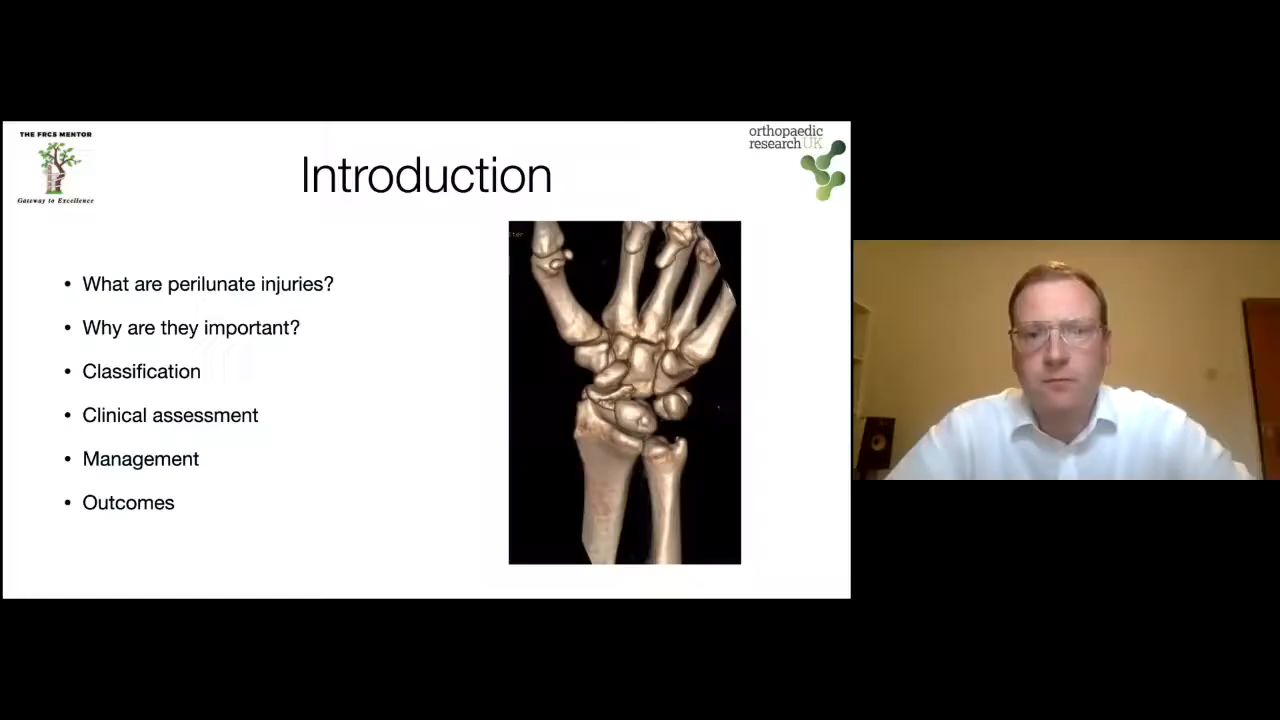 THE FRCS MENTOR
Gateway to Excellence
orthopaedic
research UK
Introduction
• What are perilunate injuries?
• Why are they important?
• Classification
• Clinical assessment
• Management
• Outcomes